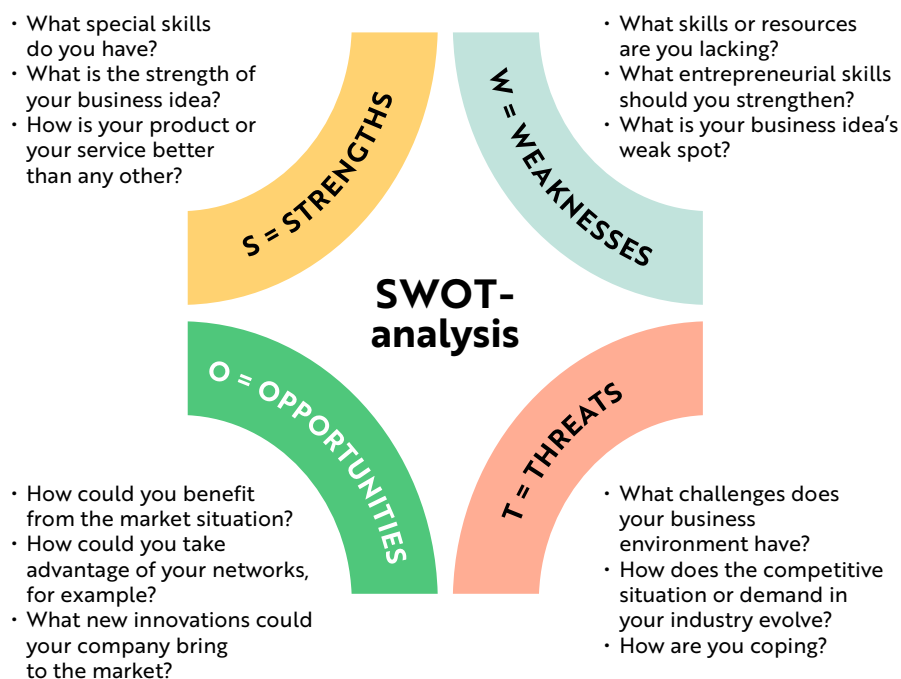 • What special skills
do you have?
• What is the strength of
your business idea?
• How is your product or
your service better
than any other?
S = STRENGTHS
W = WEAKNESSES
• What skills or resources
are you lacking?
• What entrepreneurial skills
should you strengthen?
• What is your business idea’s
weak spot?
SWOT-
analysis
O = OPPORTUNITIES
T = THREATS
• How could you benefit
from the market situation?
• How could you take
advantage of your networks,
for example?
• What new innovations could
your company bring
to the market?
• What challenges does
your business
environment have?
• How does the competitive
situation or demand in
your industry evolve?
• How are you coping?